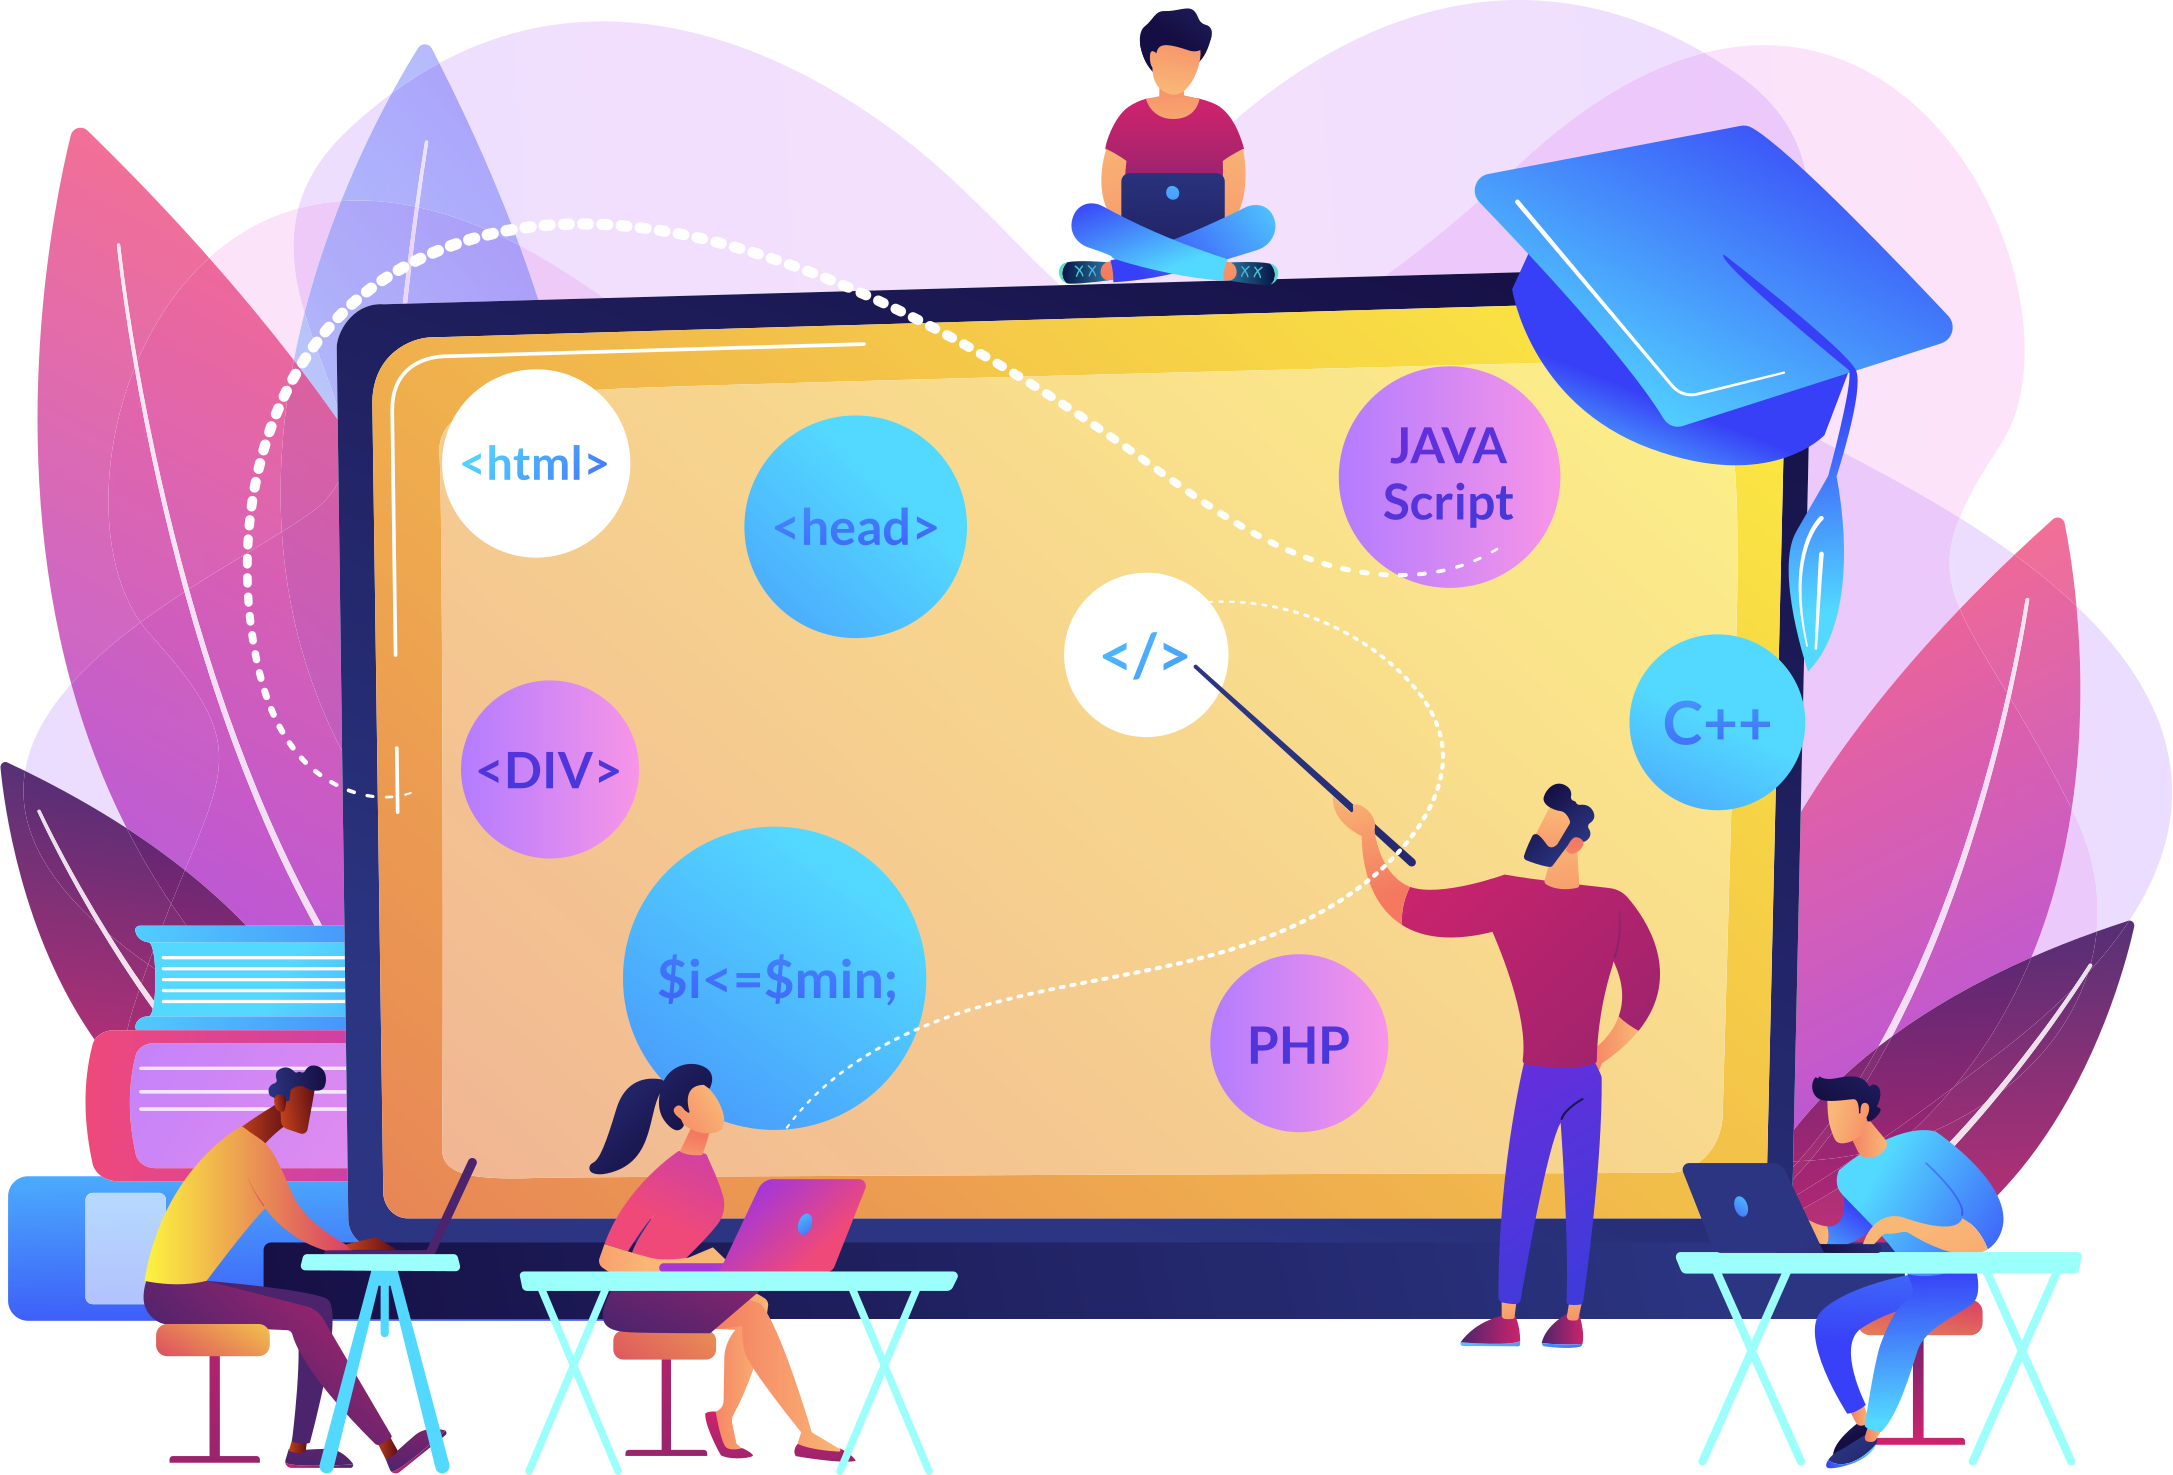 <html>
<head>
JAVA
Script
</>
C++
<DIV>
$i<=$min;
PHP